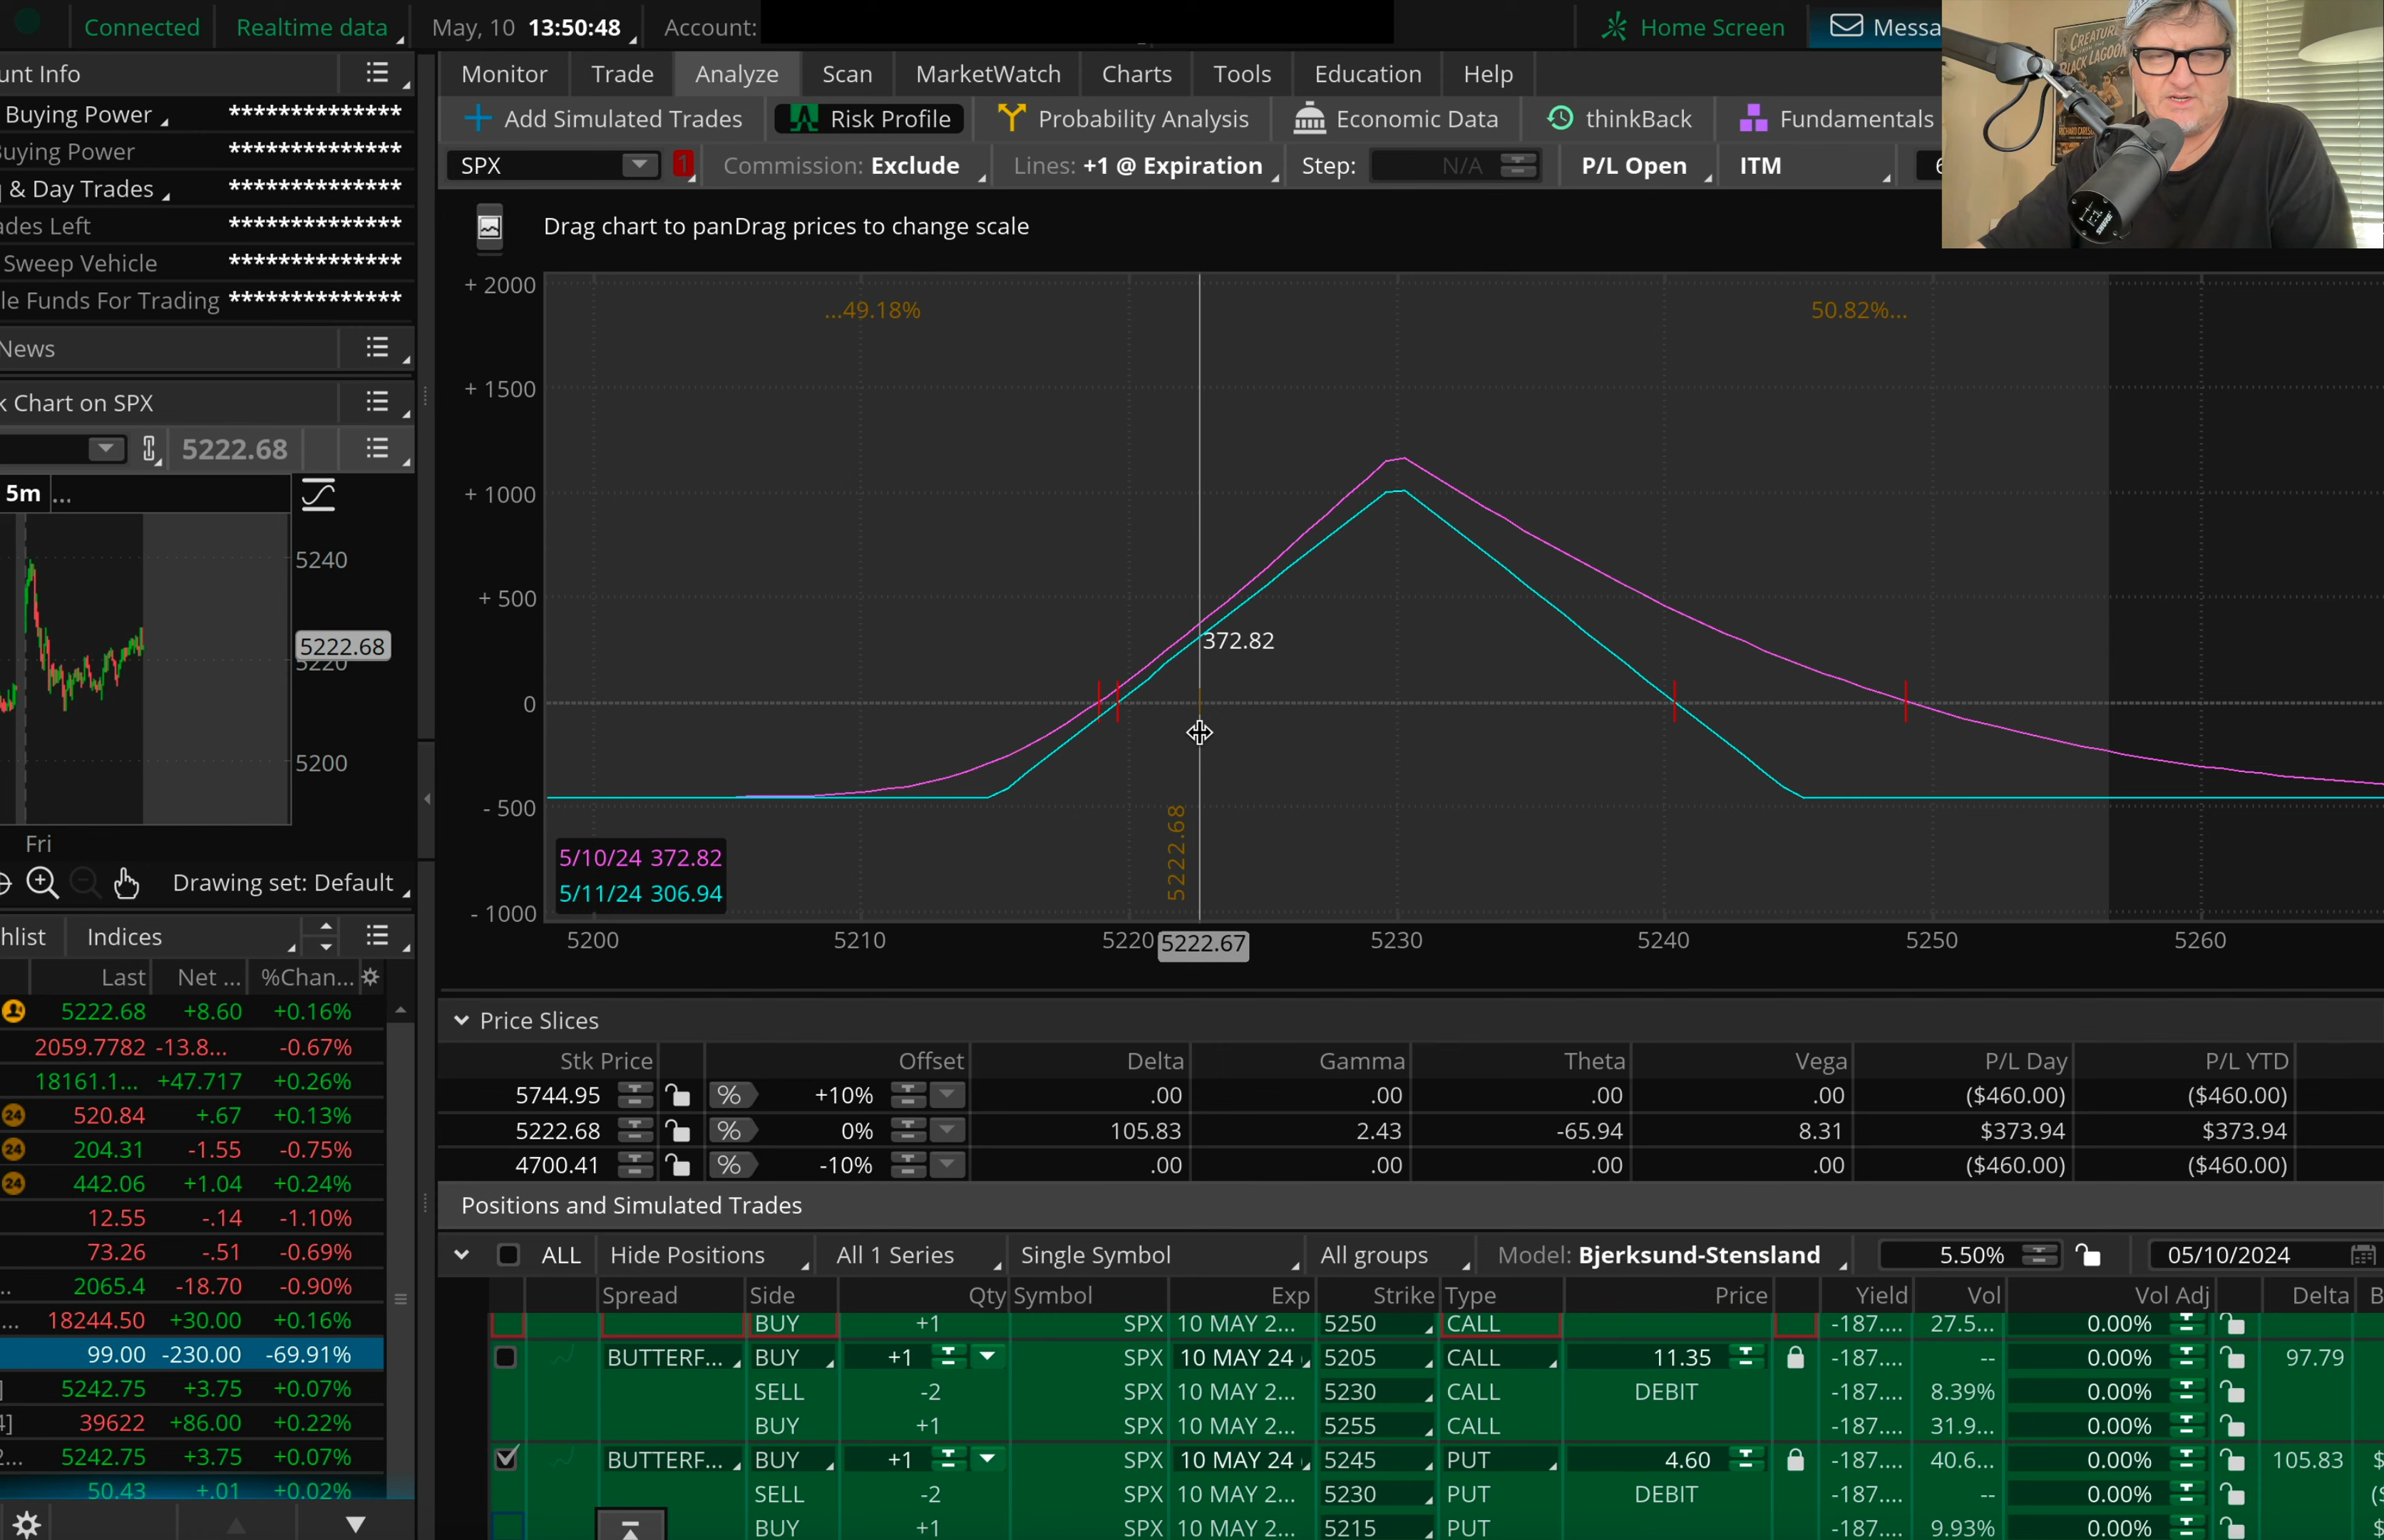 Connected Realtime data May, 10 13:50:48 Account: Home Screen Messa
unt Info
Buying Power **************
Buying Power **************
& Day Trades **************
ades Left **************
Sweep Vehicle **************
le Funds For Trading **************
News
k Chart on SPX
5222.68
5m ...
5240
5222.68
5220
5200
Fri
Drawing set: Default
hlist Indices
Last Net ... %Chan...
5222.68 +8.60 +0.16%
2059.7782 -13.8... -0.67%
18161.1... +47.717 +0.26%
24 520.84 +.67 +0.13%
24 204.31 -1.55 -0.75%
24 442.06 +1.04 +0.24%
12.55 -.14 -1.10%
73.26 -.51 -0.69%
.. 2065.4 -18.70 -0.90%
... 18244.50 +30.00 +0.16%
99.00 -230.00 -69.91%
] 5242.75 +3.75 +0.07%
4] 39622 +86.00 +0.22%
2... 5242.75 +3.75 +0.07%
50.43 +.01 +0.02%
Monitor Trade Analyze Scan MarketWatch Charts Tools Education Help
Add Simulated Trades Risk Profile Probability Analysis Economic Data thinkBack Fundamentals
SPX 1 Commission: Exclude Lines: +1 @ Expiration Step: N/A P/L Open ITM
Drag chart to panDrag prices to change scale
CREATURE
BLACK LAGOON
+ 2000
...49.18% 50.82%...
+ 1500
+ 1000
+ 500
372.82
0
- 500
5/10/24 372.82
5/11/24 306.94
5222.68
- 1000
5200 5210 5220 5222.67 5230 5240 5250 5260
Price Slices
Stk Price Offset Delta Gamma Theta Vega P/L Day P/L YTD
5744.95 % +10% .00 .00 .00 .00 ($460.00) ($460.00)
5222.68 % 0% 105.83 2.43 -65.94 8.31 $373.94 $373.94
4700.41 % -10% .00 .00 .00 .00 ($460.00) ($460.00)
Positions and Simulated Trades
ALL Hide Positions All 1 Series Single Symbol All groups Model: Bjerksund-Stensland 5.50% 05/10/2024
Spread Side Qty Symbol Exp Strike Type Price Yield Vol Vol Adj Delta B
BUY +1 SPX 10 MAY 2... 5250 CALL -187.... 27.5... 0.00%
BUTTERF... BUY +1 SPX 10 MAY 24 5205 CALL 11.35 -187.... -- 0.00% 97.79
SELL -2 SPX 10 MAY 2... 5230 CALL DEBIT -187.... 8.39% 0.00%
BUY +1 SPX 10 MAY 2... 5255 CALL -187.... 31.9... 0.00%
BUTTERF... BUY +1 SPX 10 MAY 24 5245 PUT 4.60 -187.... 40.6... 0.00% 105.83 $
SELL -2 SPX 10 MAY 2... 5230 PUT DEBIT -187.... -- 0.00% ($
BUY +1 SPX 10 MAY 2... 5215 PUT -187.... 9.93% 0.00% $